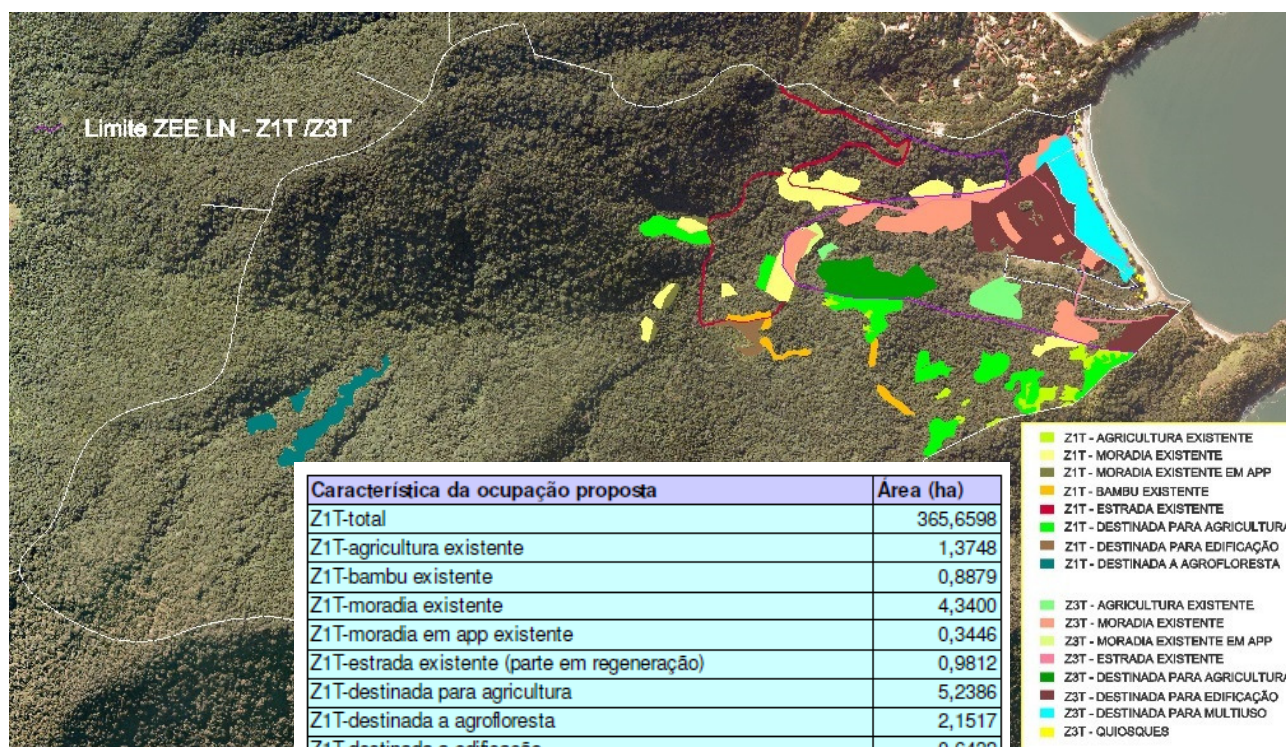 Limite ZEE LN - Z1T /Z3T
Característica da ocupação proposta Área (ha)
Z1T-total 365,6598
Z1T-agricultura existente 1,3748
Z1T-bambu existente 0,8879
Z1T-moradia existente 4,3400
Z1T-moradia em app existente 0,3446
Z1T-estrada existente (parte em regeneração) 0,9812
Z1T-destinada para agricultura 5,2386
Z1T-destinada a agrofloresta 2,1517
Z1T-destinada a edificação
Z1T - AGRICULTURA EXISTENTE
Z1T - MORADIA EXISTENTE
Z1T - MORADIA EXISTENTE EM APP
Z1T - BAMBU EXISTENTE
Z1T - ESTRADA EXISTENTE
Z1T - DESTINADA PARA AGRICULTURA
Z1T - DESTINADA PARA EDIFICAÇÃO
Z1T - DESTINADA A AGROFLORESTA
Z3T - AGRICULTURA EXISTENTE
Z3T - MORADIA EXISTENTE
Z3T - MORADIA EXISTENTE EM APP
Z3T - ESTRADA EXISTENTE
Z3T - DESTINADA PARA AGRICULTURA
Z3T - DESTINADA PARA EDIFICAÇÃO
Z3T - DESTINADA PARA MULTIUSO
Z3T - QUIOSQUES